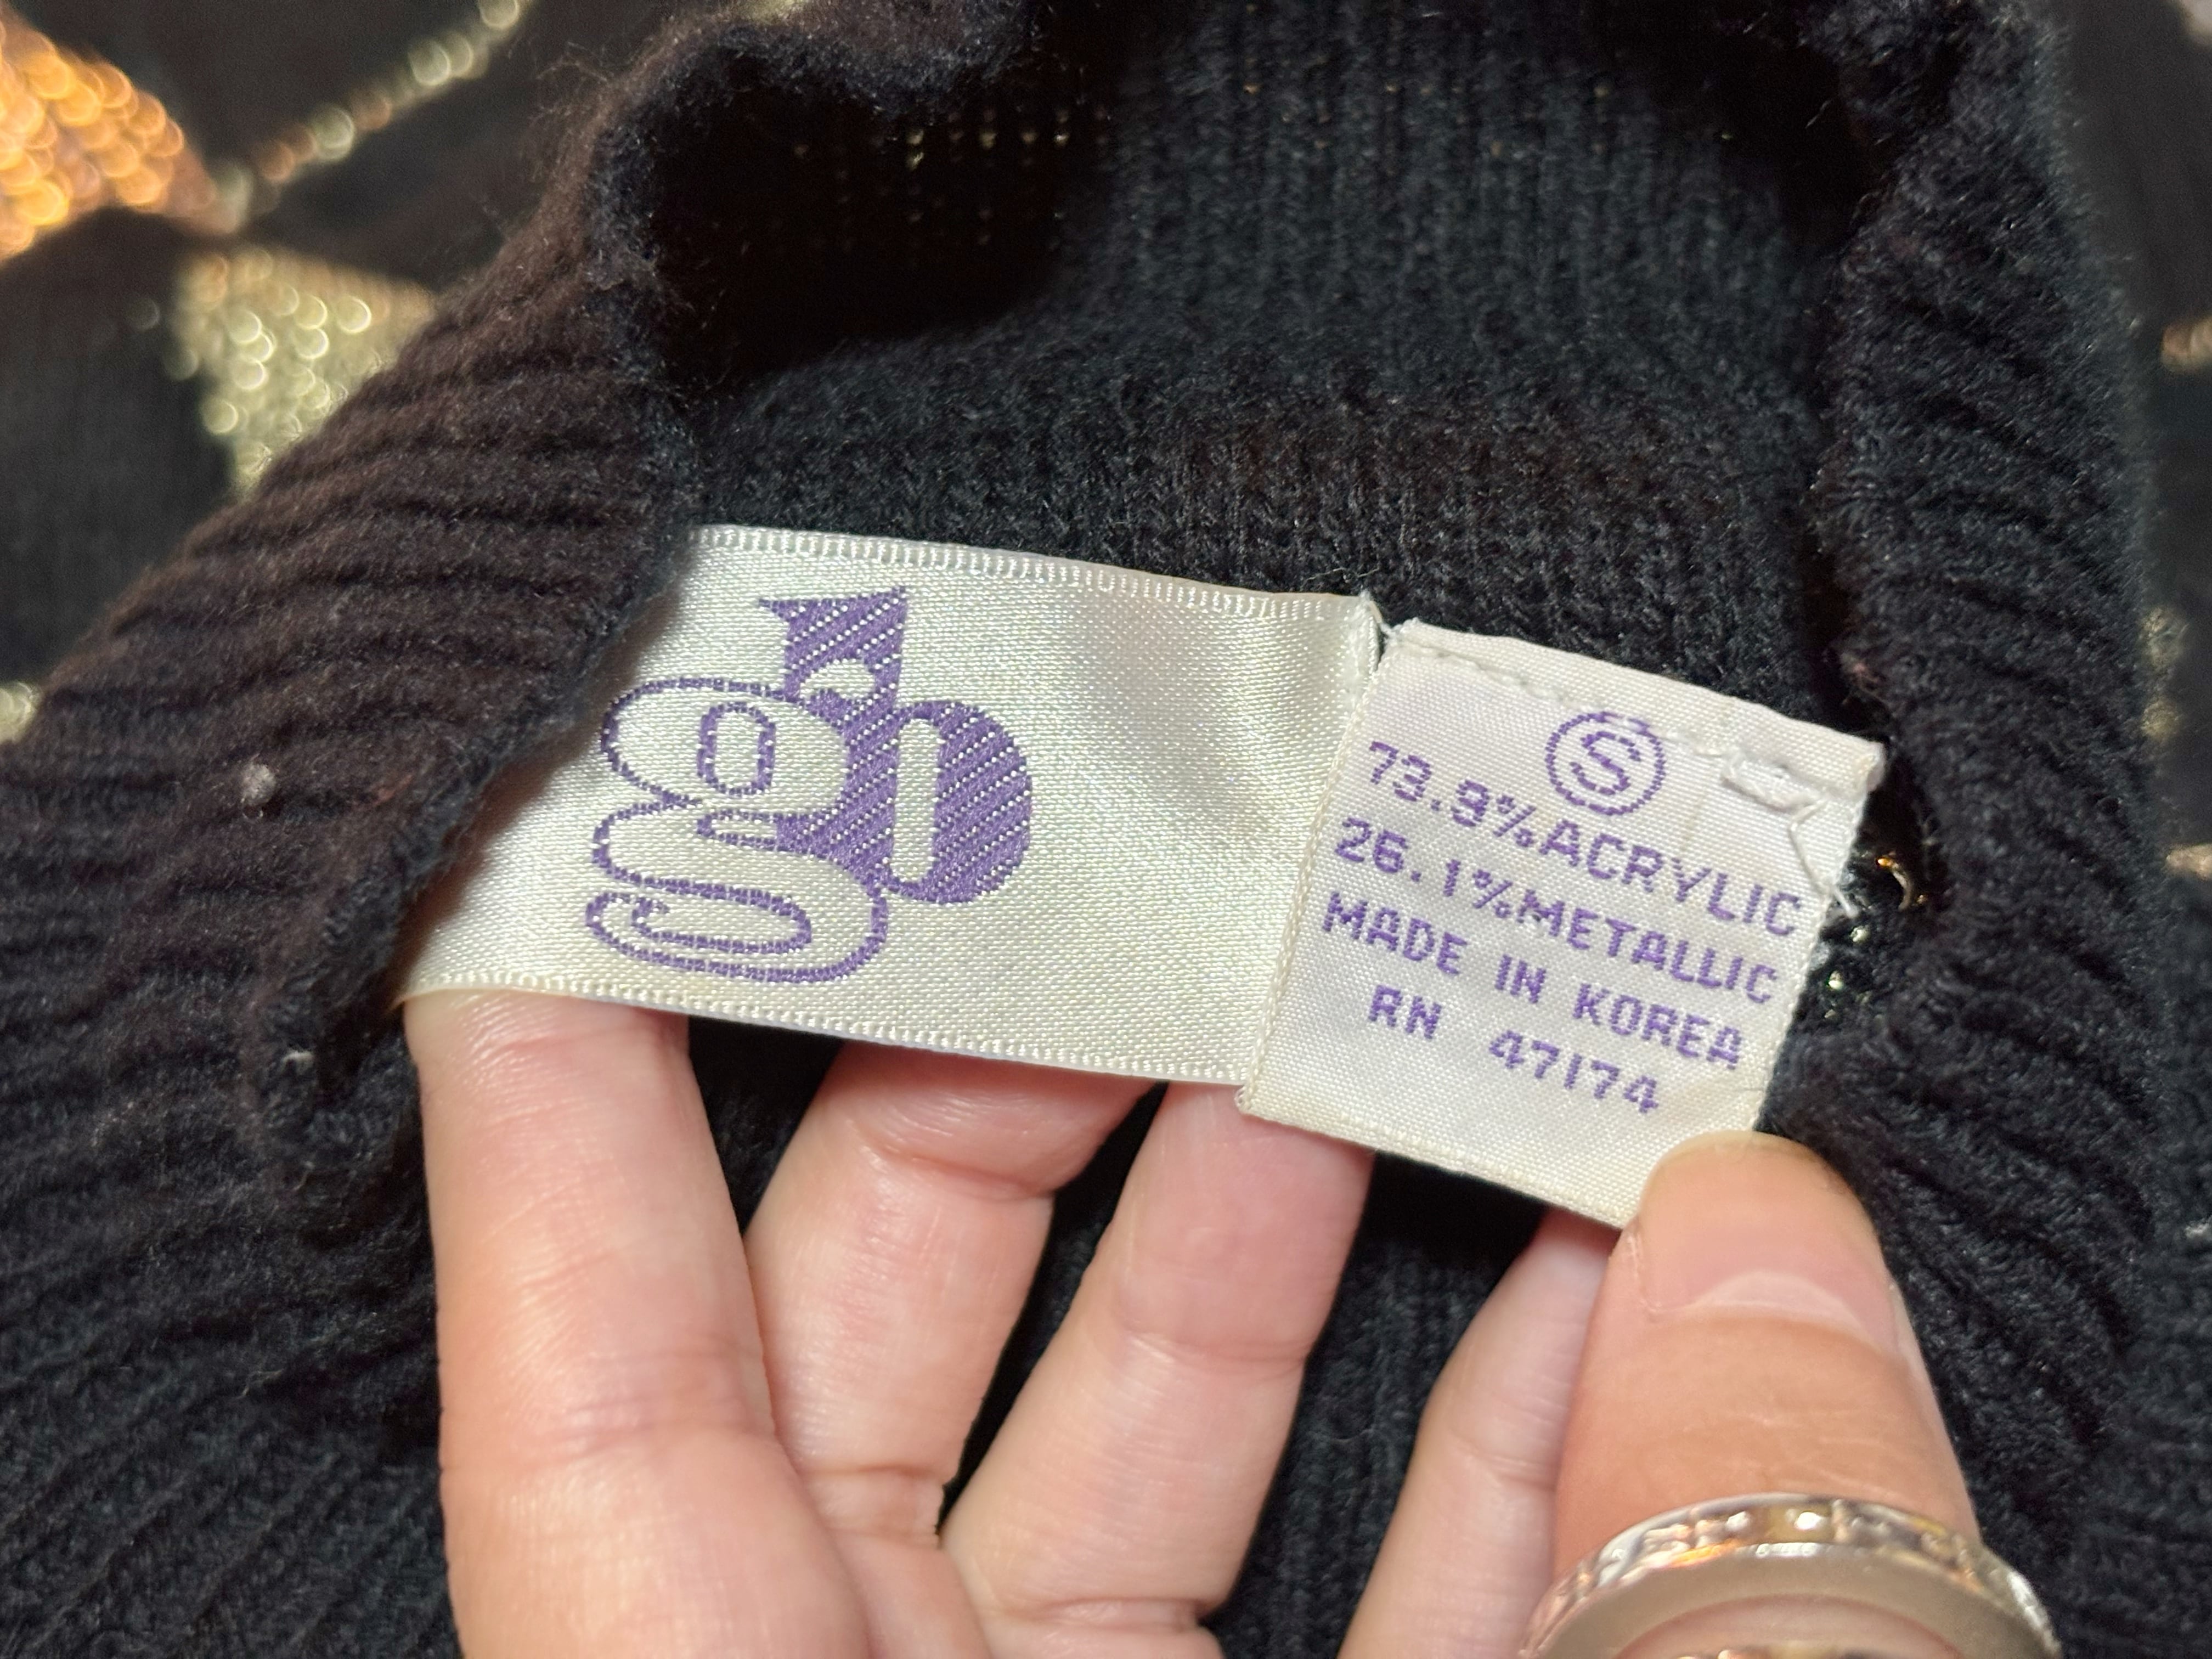 gb
S
73.9%ACRYLIC
26.1%METALLIC
MADE IN KOREA
RN 47174